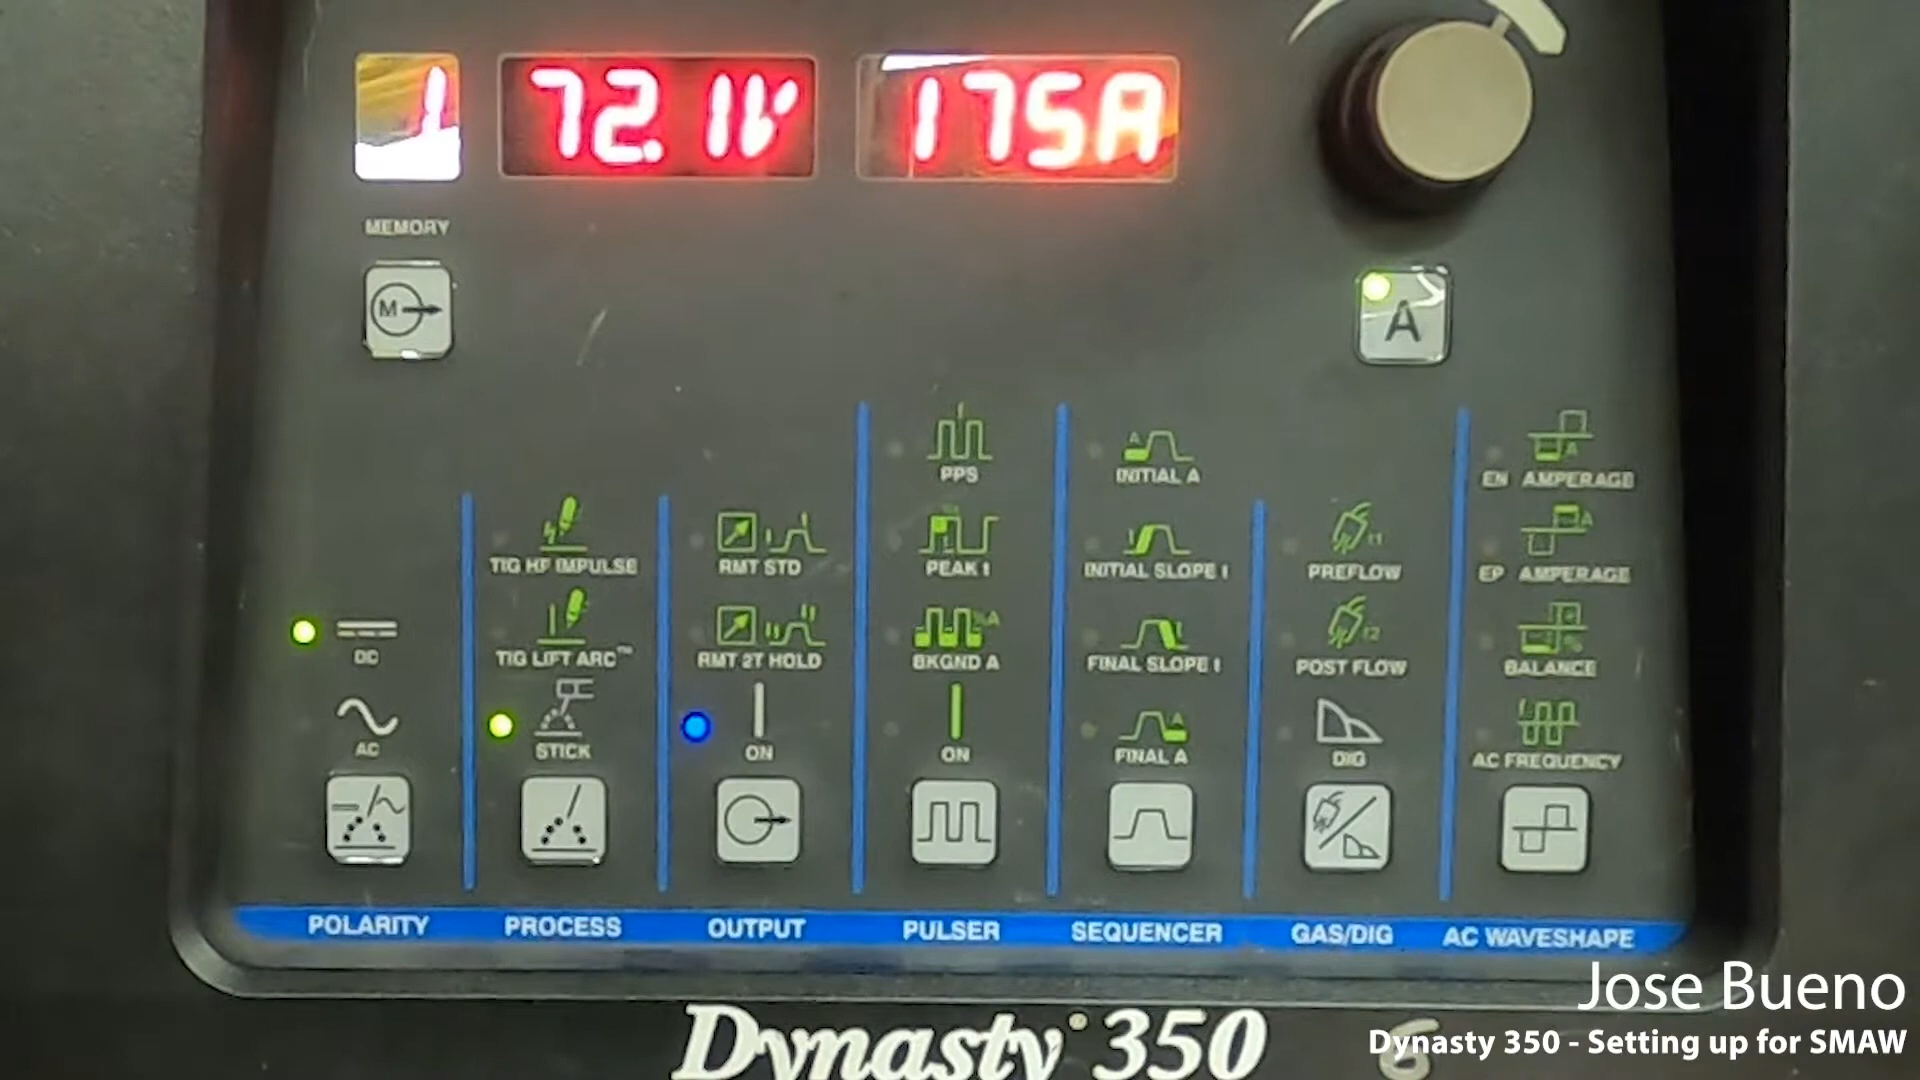 1 72.1V 175A
MEMORY
M
A
PPS
INITIAL A
EN AMPERAGE
TIG HF IMPULSE
RMT STD
PEAK t
INITIAL SLOPE t
PREFLOW
EP AMPERAGE
DC
TIG LIFT ARC™
RMT 2T HOLD
BKGND A
FINAL SLOPE t
POST FLOW
BALANCE
AC
STICK
ON
ON
FINAL A
DIG
AC FREQUENCY
POLARITY
PROCESS
OUTPUT
PULSER
SEQUENCER
GAS/DIG
AC WAVESHAPE
Jose Bueno
Dynasty 350 - Setting up for SMAW
Dynasty 350
6